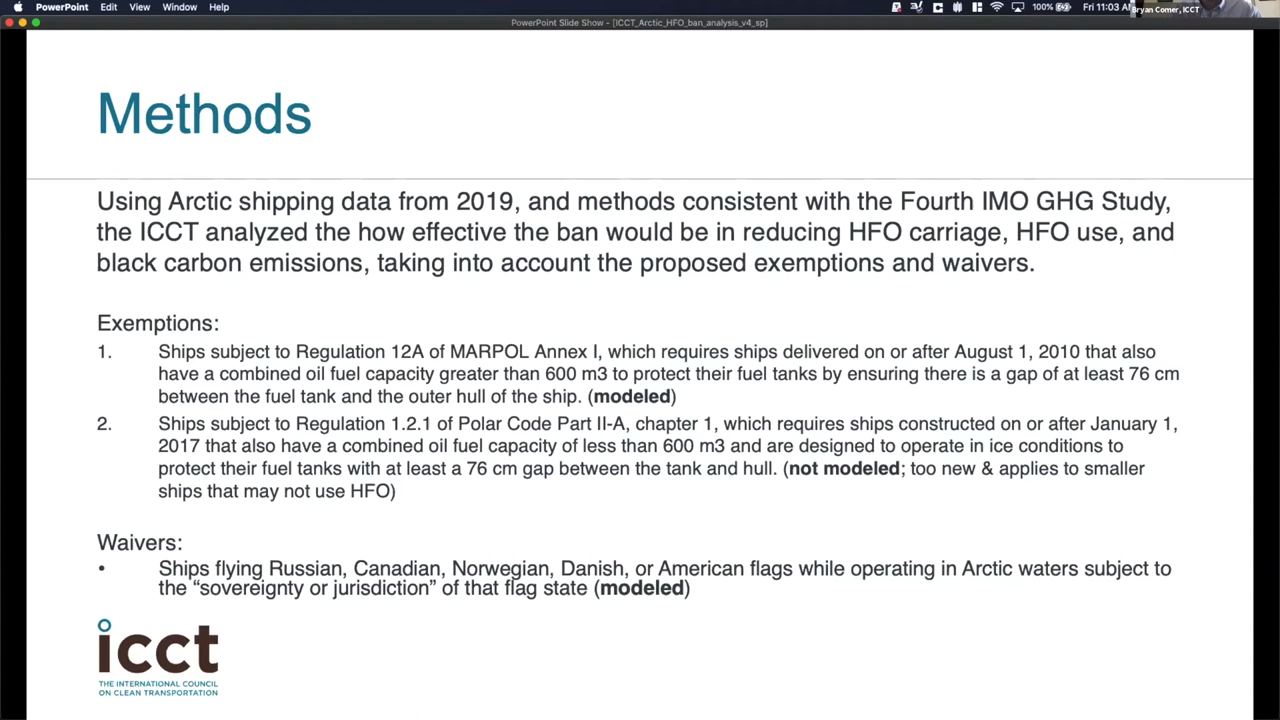 PowerPoint Edit View Window Help
100% Fri 11:03 AM
Bryan Comer, ICCT
PowerPoint Slide Show - [ICCT_Arctic_HFO_ban_analysis_v4_sp]
Methods
Using Arctic shipping data from 2019, and methods consistent with the Fourth IMO GHG Study,
the ICCT analyzed the how effective the ban would be in reducing HFO carriage, HFO use, and
black carbon emissions, taking into account the proposed exemptions and waivers.
Exemptions:
1. Ships subject to Regulation 12A of MARPOL Annex I, which requires ships delivered on or after August 1, 2010 that also
have a combined oil fuel capacity greater than 600 m3 to protect their fuel tanks by ensuring there is a gap of at least 76 cm
between the fuel tank and the outer hull of the ship. (modeled)
2. Ships subject to Regulation 1.2.1 of Polar Code Part II-A, chapter 1, which requires ships constructed on or after January 1,
2017 that also have a combined oil fuel capacity of less than 600 m3 and are designed to operate in ice conditions to
protect their fuel tanks with at least a 76 cm gap between the tank and hull. (not modeled; too new & applies to smaller
ships that may not use HFO)
Waivers:
• Ships flying Russian, Canadian, Norwegian, Danish, or American flags while operating in Arctic waters subject to
the “sovereignty or jurisdiction” of that flag state (modeled)
icct
THE INTERNATIONAL COUNCIL
ON CLEAN TRANSPORTATION